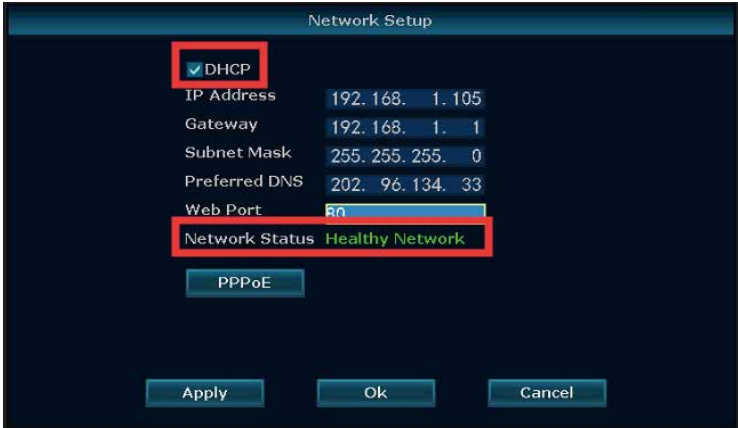 Network Setup
DHCP
IP Address 192.168. 1.105
Gateway 192.168. 1. 1
Subnet Mask 255.255.255. 0
Preferred DNS 202. 96.134. 33
Web Port 80
Network Status Healthy Network
PPPoE
Apply Ok Cancel